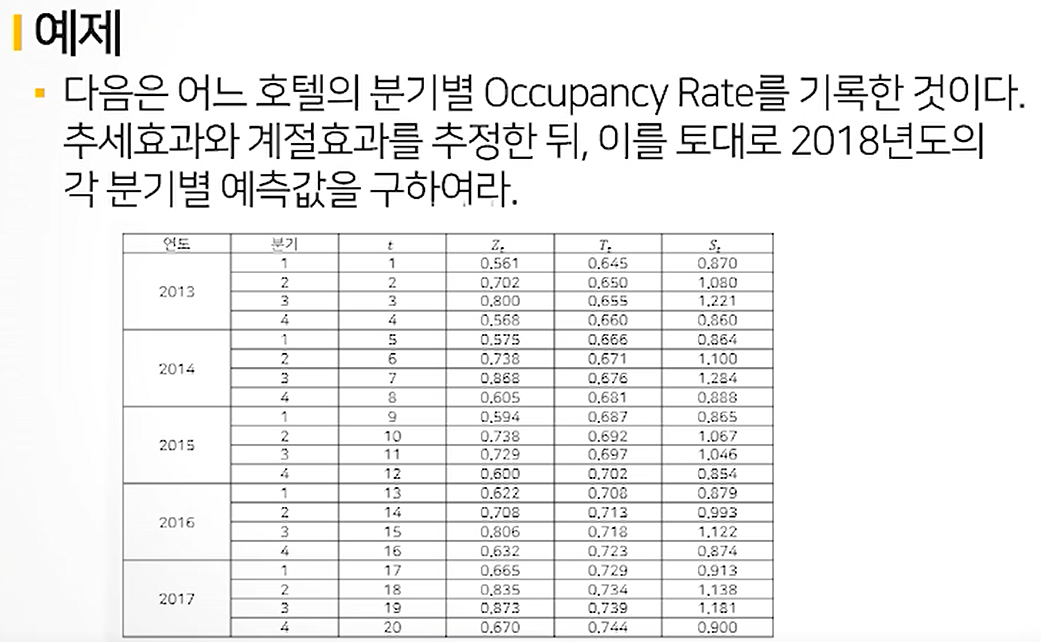 예제
다음은 어느 호텔의 분기별 Occupancy Rate를 기록한 것이다.
추세효과와 계절효과를 추정한 뒤, 이를 토대로 2018년도의
각 분기별 예측값을 구하여라.
연도 분기 t Zₜ Tₜ Sₜ
2013 1 1 0.561 0.645 0.870
2 2 0.702 0.650 1.080
3 3 0.800 0.655 1.221
4 4 0.568 0.660 0.860
2014 1 5 0.575 0.666 0.864
2 6 0.738 0.671 1.100
3 7 0.868 0.676 1.284
4 8 0.605 0.681 0.888
2015 1 9 0.594 0.687 0.865
2 10 0.738 0.692 1.067
3 11 0.729 0.697 1.046
4 12 0.600 0.702 0.854
2016 1 13 0.622 0.708 0.879
2 14 0.708 0.713 0.993
3 15 0.806 0.718 1.122
4 16 0.632 0.723 0.874
2017 1 17 0.665 0.729 0.913
2 18 0.835 0.734 1.138
3 19 0.873 0.739 1.181
4 20 0.670 0.744 0.900